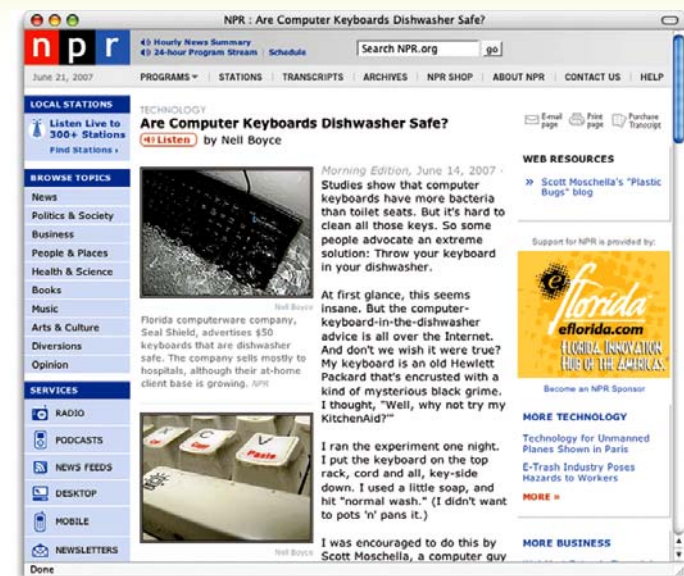 NPR : Are Computer Keyboards Dishwasher Safe?
n p r
Hourly News Summary
24-hour Program Stream | Schedule
Search NPR.org
go
June 21, 2007
PROGRAMS | STATIONS | TRANSCRIPTS | ARCHIVES | NPR SHOP | ABOUT NPR | CONTACT US | HELP
LOCAL STATIONS
Listen Live to
300+ Stations
Find Stations ›
BROWSE TOPICS
News
Politics & Society
Business
People & Places
Health & Science
Books
Music
Arts & Culture
Diversions
Opinion
SERVICES
RADIO
PODCASTS
NEWS FEEDS
DESKTOP
MOBILE
NEWSLETTERS
TECHNOLOGY
Are Computer Keyboards Dishwasher Safe?
Listen by Nell Boyce
E-mail page
Print page
Purchase Transcript
Nell Boyce
Florida computerware company,
Seal Shield, advertises $50
keyboards that are dishwasher
safe. The company sells mostly to
hospitals, although their at-home
client base is growing. NPR
X
C
V
Cut
Copy
Paste
Nell Boyce
Morning Edition, June 14, 2007 ·
Studies show that computer
keyboards have more bacteria
than toilet seats. But it's hard to
clean all those keys. So some
people advocate an extreme
solution: Throw your keyboard
in your dishwasher.
At first glance, this seems
insane. But the computer-
keyboard-in-the-dishwasher
advice is all over the Internet.
And don't we wish it were true?
My keyboard is an old Hewlett
Packard that's encrusted with a
kind of mysterious black grime.
I thought, "Well, why not try my
KitchenAid?"
I ran the experiment one night.
I put the keyboard on the top
rack, cord and all, key-side
down. I used a little soap, and
hit "normal wash." (I didn't want
to pots 'n' pans it.)
I was encouraged to do this by
Scott Moschella, a computer guy
WEB RESOURCES
» Scott Moschella's "Plastic
Bugs" blog
Support for NPR is provided by:
e
eflorida
eflorida.com
FLORIDA, INNOVATION
HUB OF THE AMERICAS.
Become an NPR Sponsor
MORE TECHNOLOGY
Technology for Unmanned
Planes Shown in Paris
E-Trash Industry Poses
Hazards to Workers
MORE »
MORE BUSINESS
Done